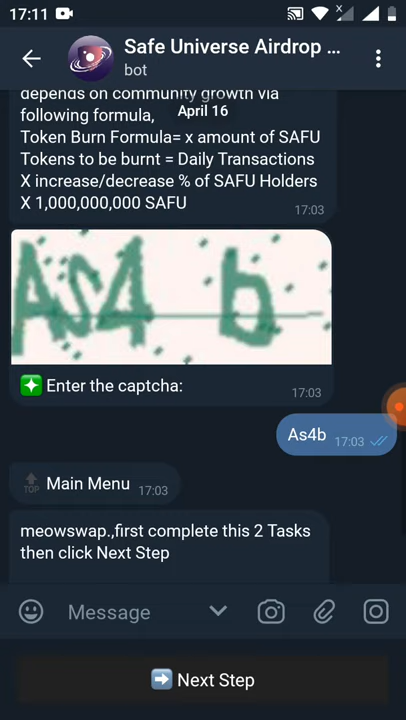 17:11
Safe Universe Airdrop ...
bot
depends on community growth via
following formula,
April 16
Token Burn Formula= x amount of SAFU
Tokens to be burnt = Daily Transactions
X increase/decrease % of SAFU Holders
X 1,000,000,000 SAFU
17:03
As4 b
Enter the captcha:
17:03
As4b 17:03
TOP Main Menu 17:03
meowswap.,first complete this 2 Tasks
then click Next Step
Message
Next Step